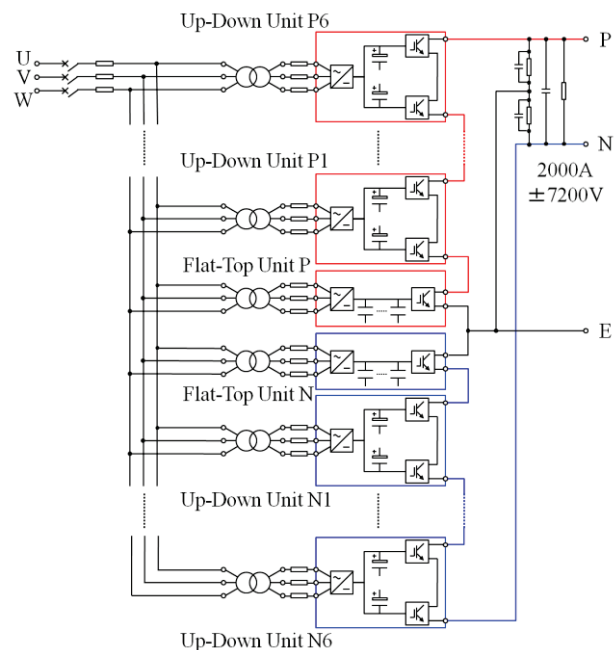 Up-Down Unit P6
U
V
W
P
N
2000A
±7200V
Up-Down Unit P1
Flat-Top Unit P
E
Flat-Top Unit N
Up-Down Unit N1
Up-Down Unit N6